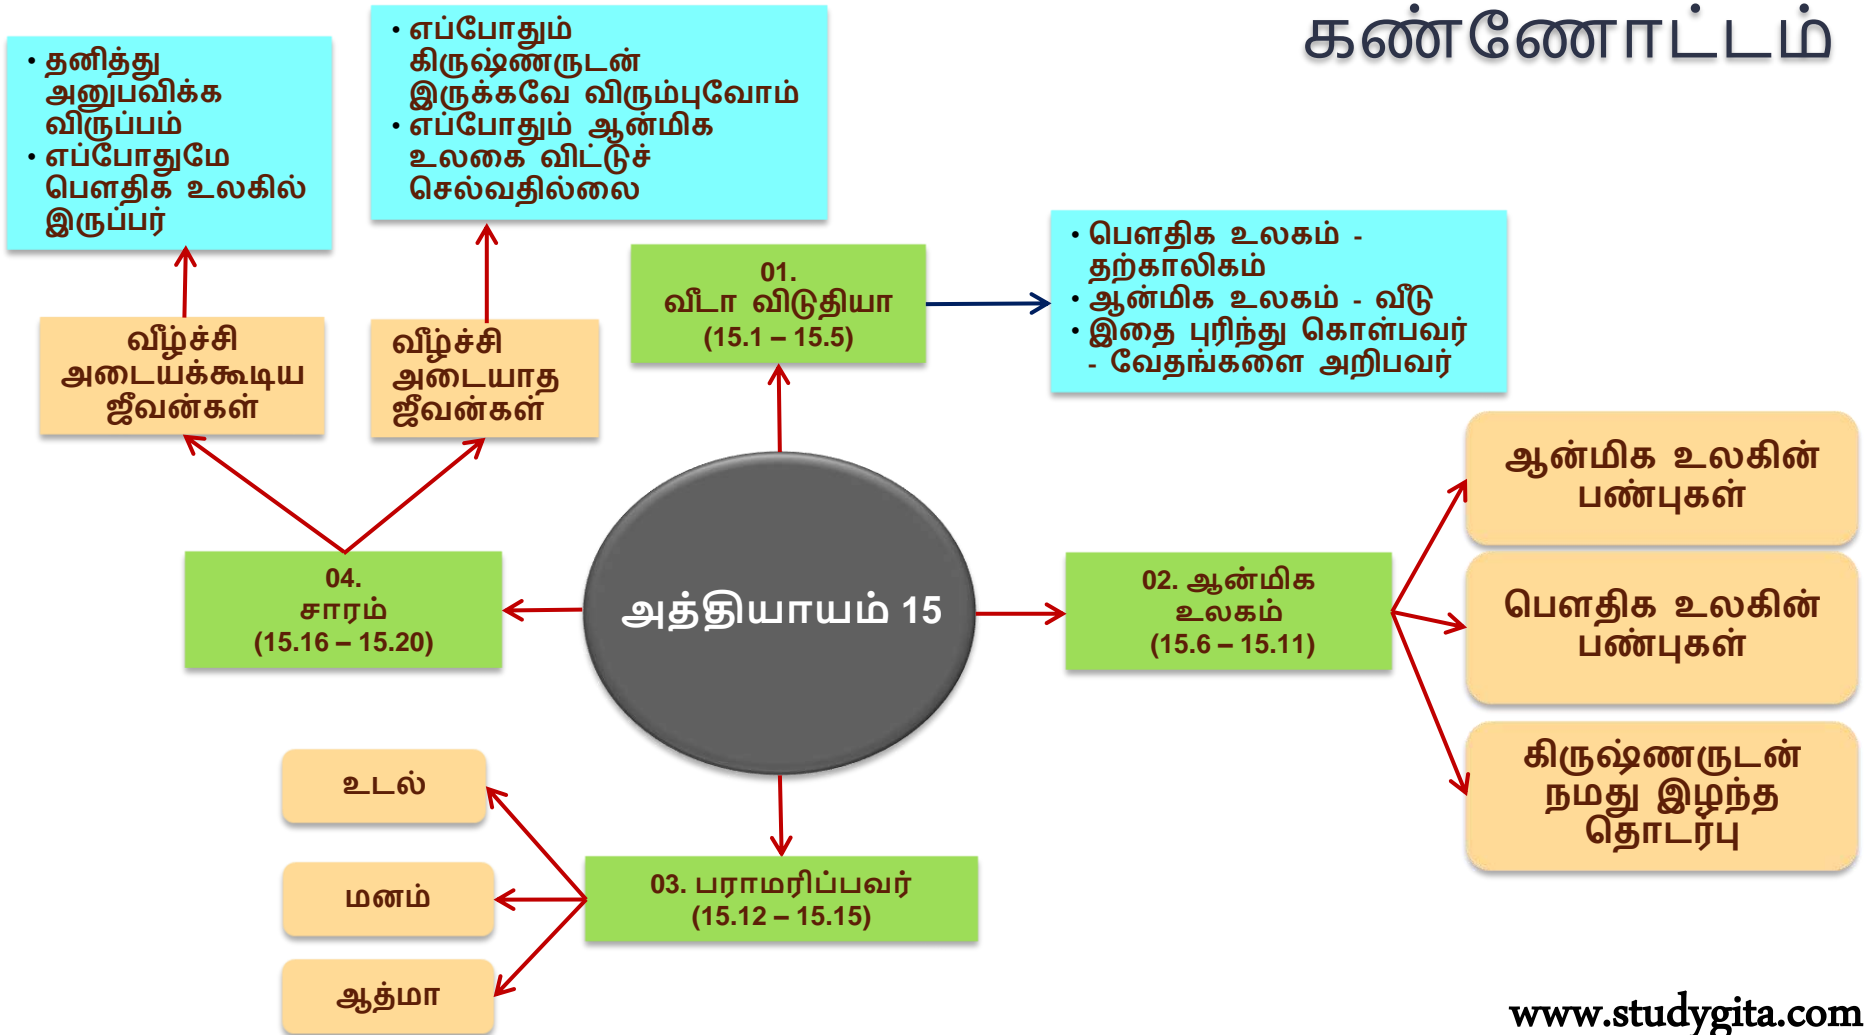 கண்ணோட்டம்
• தனித்து
அனுபவிக்க
விருப்பம்
• எப்போதுமே
பௌதிக உலகில்
இருப்பர்
• எப்போதும்
கிருஷ்ணருடன்
இருக்கவே விரும்புவோம்
• எப்போதும் ஆன்மிக
உலகை விட்டுச்
செல்வதில்லை
01.
வீடா விடுதியா
(15.1 – 15.5)
• பௌதிக உலகம் -
தற்காலிகம்
• ஆன்மிக உலகம் - வீடு
• இதை புரிந்து கொள்பவர்
- வேதங்களை அறிபவர்
வீழ்ச்சி
அடையக்கூடிய
ஜீவன்கள்
வீழ்ச்சி
அடையாத
ஜீவன்கள்
04.
சாரம்
(15.16 – 15.20)
அத்தியாயம் 15
02. ஆன்மிக
உலகம்
(15.6 – 15.11)
ஆன்மிக உலகின்
பண்புகள்
பௌதிக உலகின்
பண்புகள்
கிருஷ்ணருடன்
நமது இழந்த
தொடர்பு
03. பராமரிப்பவர்
(15.12 – 15.15)
உடல்
மனம்
ஆத்மா
www.studygita.com